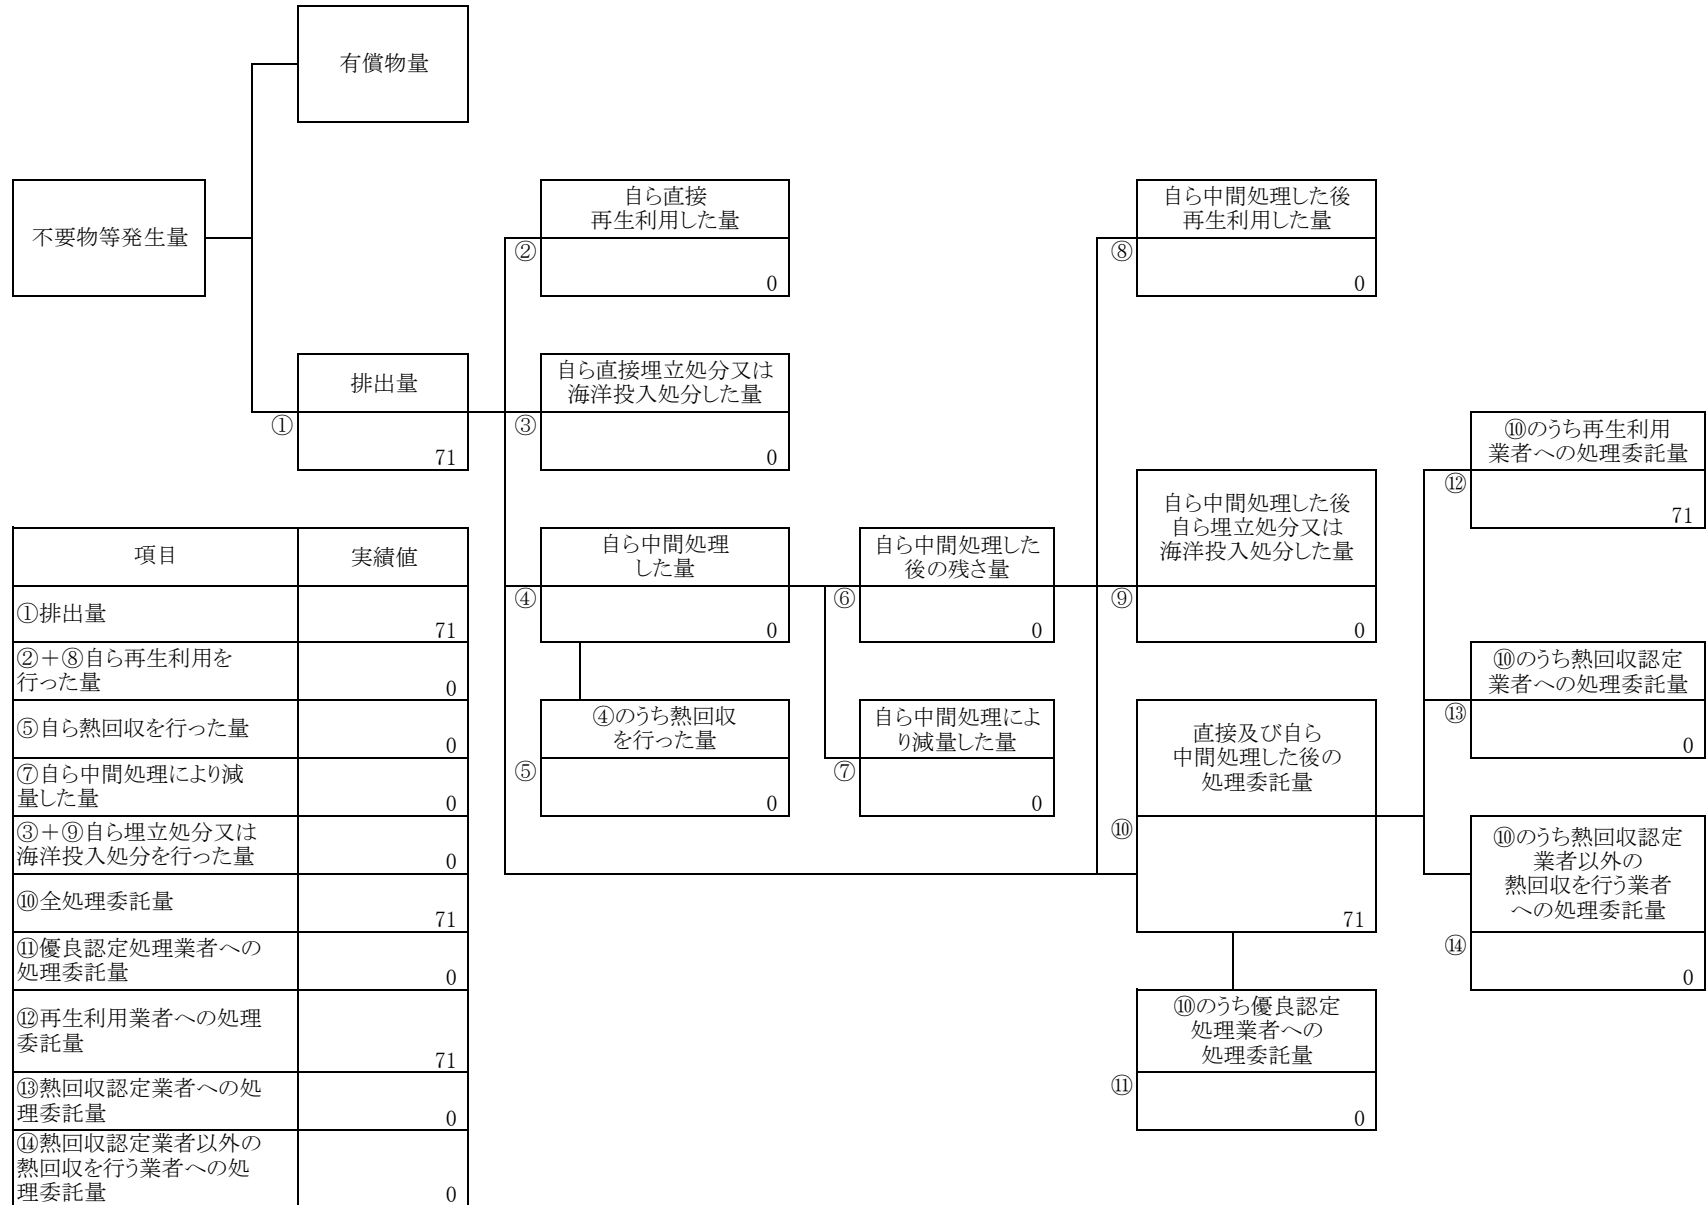 有償物量
不要物等発生量
排出量
①
71
自ら直接
再生利用した量
②
0
自ら直接埋立処分又は
海洋投入処分した量
③
0
自ら中間処理
した量
④
0
④のうち熱回収
を行った量
⑤
0
自ら中間処理した
後の残さ量
⑥
0
自ら中間処理によ
り減量した量
⑦
0
自ら中間処理した後
再生利用した量
⑧
0
自ら中間処理した後
自ら埋立処分又は
海洋投入処分した量
⑨
0
直接及び自ら
中間処理した後の
処理委託量
⑩
71
⑩のうち優良認定
処理業者への
処理委託量
⑪
0
⑩のうち再生利用
業者への処理委託量
⑫
71
⑩のうち熱回収認定
業者への処理委託量
⑬
0
⑩のうち熱回収認定
業者以外の
熱回収を行う業者
への処理委託量
⑭
0
項目 実績値
①排出量 71
②+⑧自ら再生利用を
行った量 0
⑤自ら熱回収を行った量 0
⑦自ら中間処理により減
量した量 0
③+⑨自ら埋立処分又は
海洋投入処分を行った量 0
⑩全処理委託量 71
⑪優良認定処理業者への
処理委託量 0
⑫再生利用業者への処理
委託量 71
⑬熱回収認定業者への処
理委託量 0
⑭熱回収認定業者以外の
熱回収を行う業者への処
理委託量 0